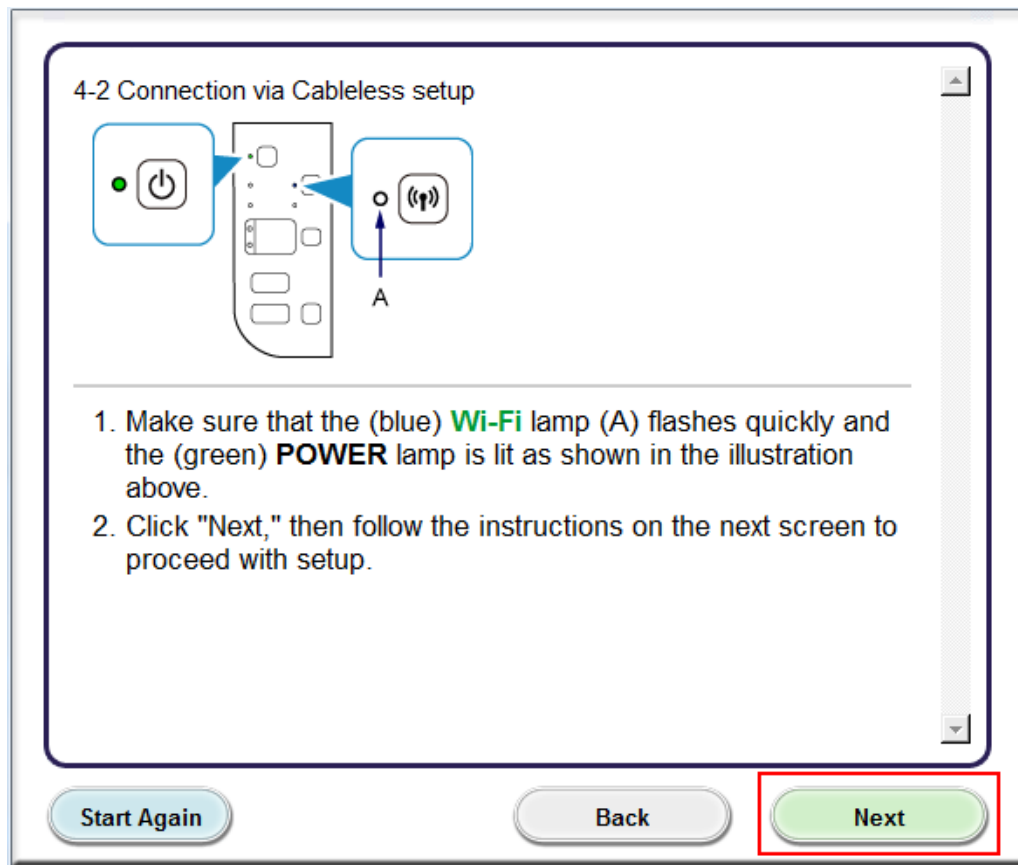 4-2 Connection via Cableless setup
A
1. Make sure that the (blue) Wi-Fi lamp (A) flashes quickly and
the (green) POWER lamp is lit as shown in the illustration
above.
2. Click "Next," then follow the instructions on the next screen to
proceed with setup.
Start Again
Back
Next